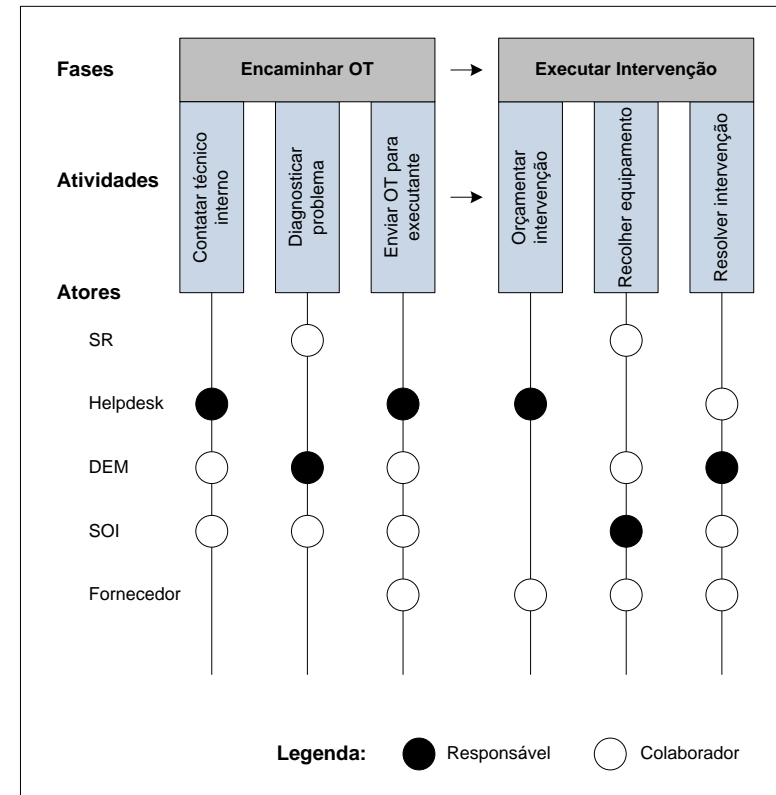 Fases
Encaminhar OT
Executar Intervenção
Atividades
Contatar técnico
interno
Diagnosticar
problema
Enviar OT para
executante
Orçamentar
intervenção
Recolher equipamento
Resolver intervenção
Atores
SR
Helpdesk
DEM
SOI
Fornecedor
Legenda:
Responsável
Colaborador